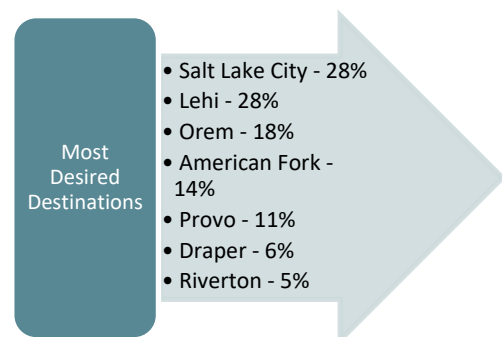 Most
Desired
Destinations
• Salt Lake City - 28%
• Lehi - 28%
• Orem - 18%
• American Fork -
14%
• Provo - 11%
• Draper - 6%
• Riverton - 5%